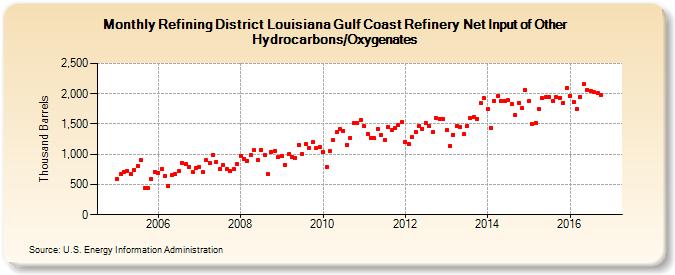 Monthly Refining District Louisiana Gulf Coast Refinery Net Input of Other
Hydrocarbons/Oxygenates
Thousand Barrels
2,500
2,000
1,500
1,000
500
0
2006 2008 2010 2012 2014 2016
Source: U.S. Energy Information Administration